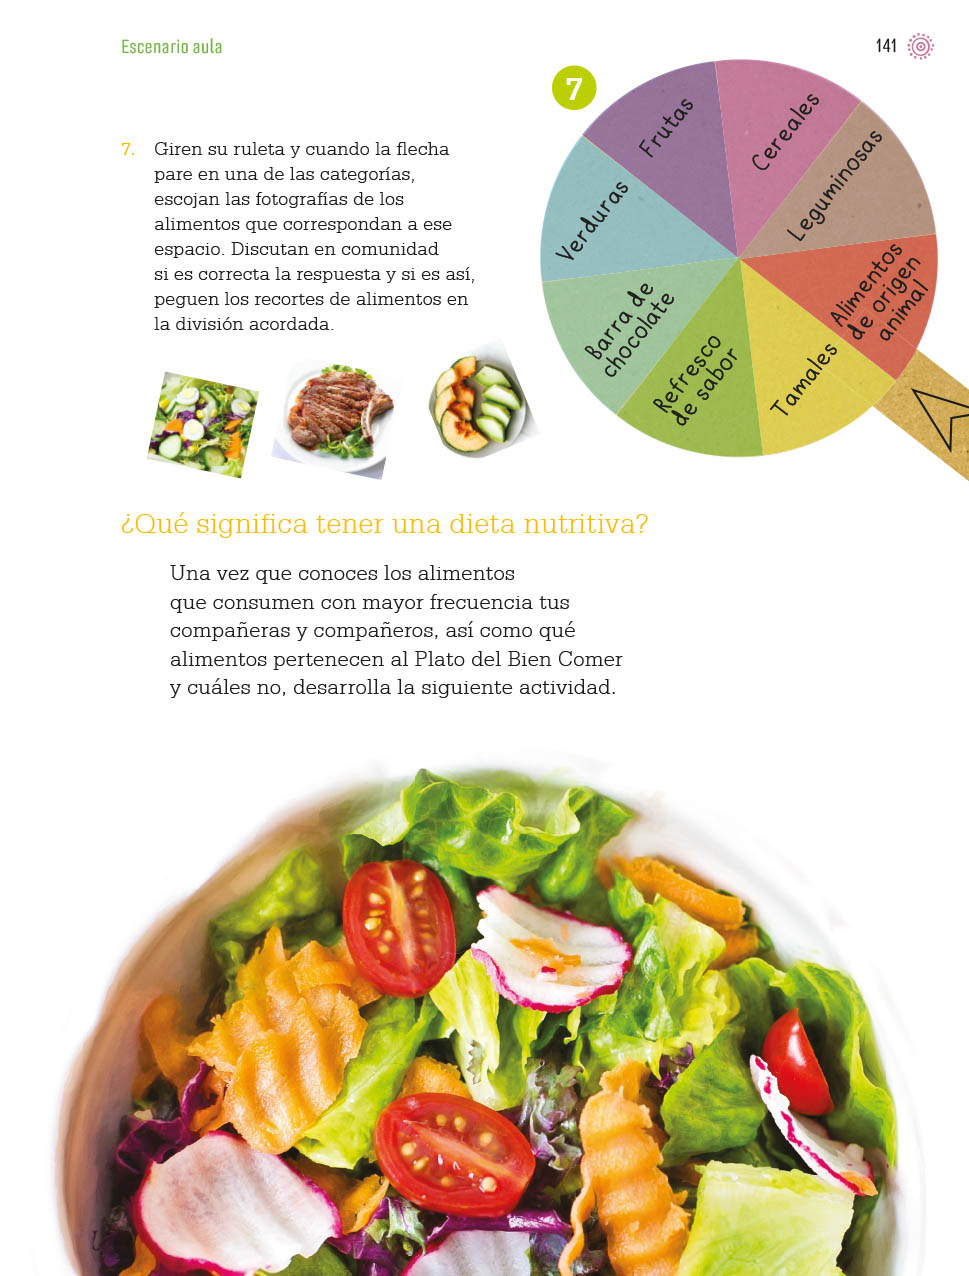 Escenario aula
141
7
7. Giren su ruleta y cuando la flecha
pare en una de las categorías,
escojan las fotografías de los
alimentos que correspondan a ese
espacio. Discutan en comunidad
si es correcta la respuesta y si es así,
peguen los recortes de alimentos en
la división acordada.
Frutas
Cereales
Leguminosas
Alimentos
de origen
animal
Tamales
Refresco
de sabor
Barra de
chocolate
Verduras
¿Qué significa tener una dieta nutritiva?
Una vez que conoces los alimentos
que consumen con mayor frecuencia tus
compañeras y compañeros, así como qué
alimentos pertenecen al Plato del Bien Comer
y cuáles no, desarrolla la siguiente actividad.